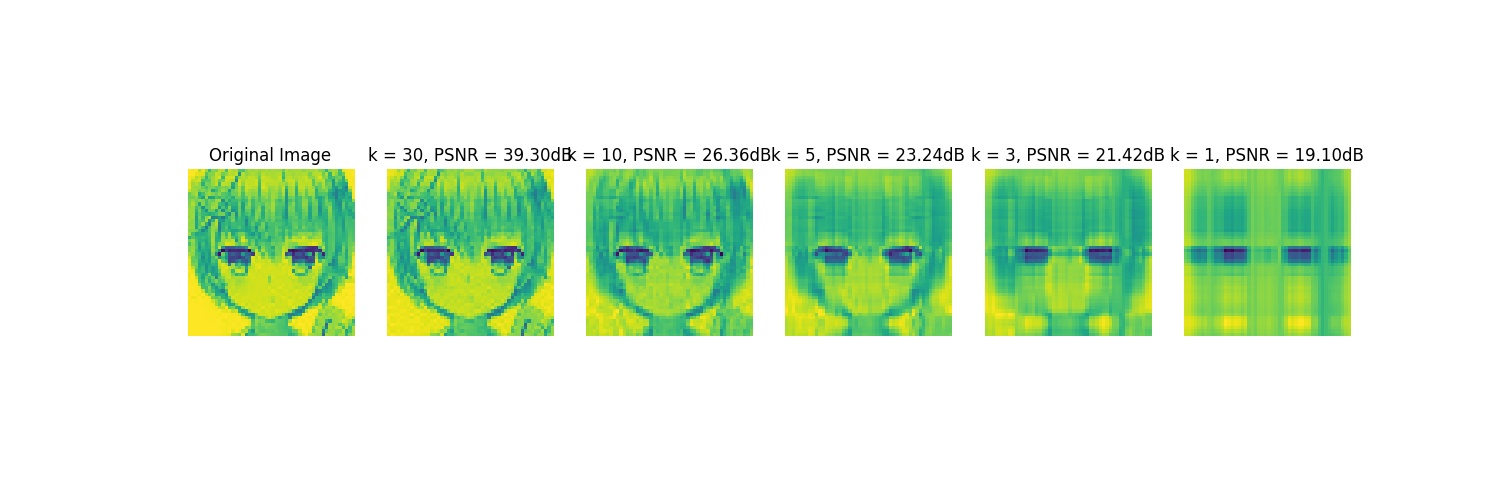 Original Image
k = 30, PSNR = 39.30dB
k = 10, PSNR = 26.36dB
k = 5, PSNR = 23.24dB
k = 3, PSNR = 21.42dB
k = 1, PSNR = 19.10dB